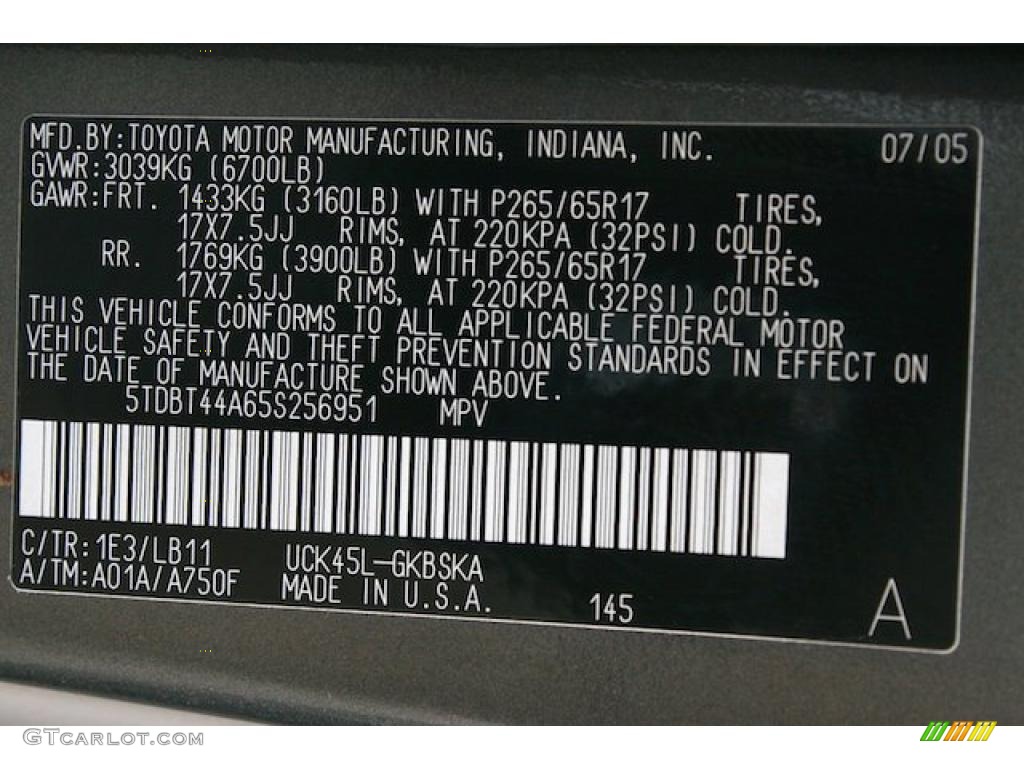 MFD.BY:TOYOTA MOTOR MANUFACTURING, INDIANA, INC. 07/05
GVWR:3039KG (6700LB)
GAWR:FRT. 1433KG (3160LB) WITH P265/65R17 TIRES,
17X7.5JJ RIMS, AT 220KPA (32PSI) COLD.
RR. 1769KG (3900LB) WITH P265/65R17 TIRES,
17X7.5JJ RIMS, AT 220KPA (32PSI) COLD.
THIS VEHICLE CONFORMS TO ALL APPLICABLE FEDERAL MOTOR
VEHICLE SAFETY AND THEFT PREVENTION STANDARDS IN EFFECT ON
THE DATE OF MANUFACTURE SHOWN ABOVE.
5TDBT44A65S256951 MPV
C/TR:1E3/LB11 UCK45L-GKBSKA
A/TM:A01A/A750F MADE IN U.S.A. 145 A
GTCarLot.com